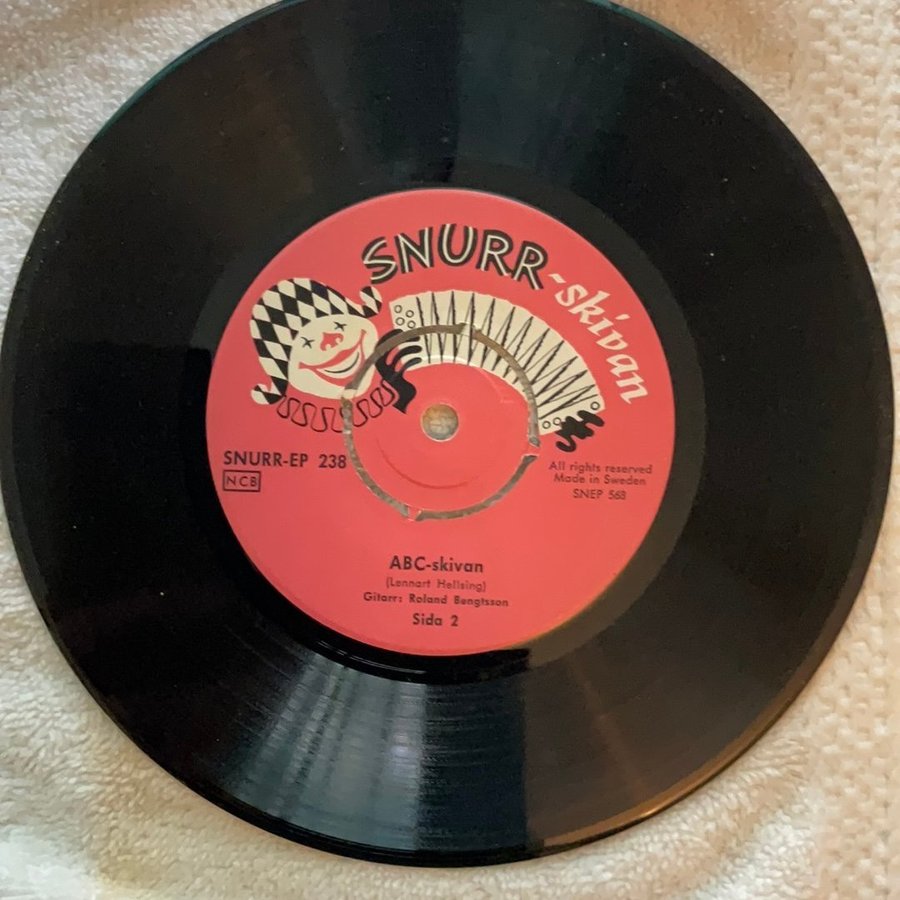 SNURR-skivan
SNURR-EP 238
NCB
All rights reserved
Made in Sweden
SNEP 568
ABC-skivan
(Lennart Hellsing)
Gitarr: Roland Bengtsson
Sida 2